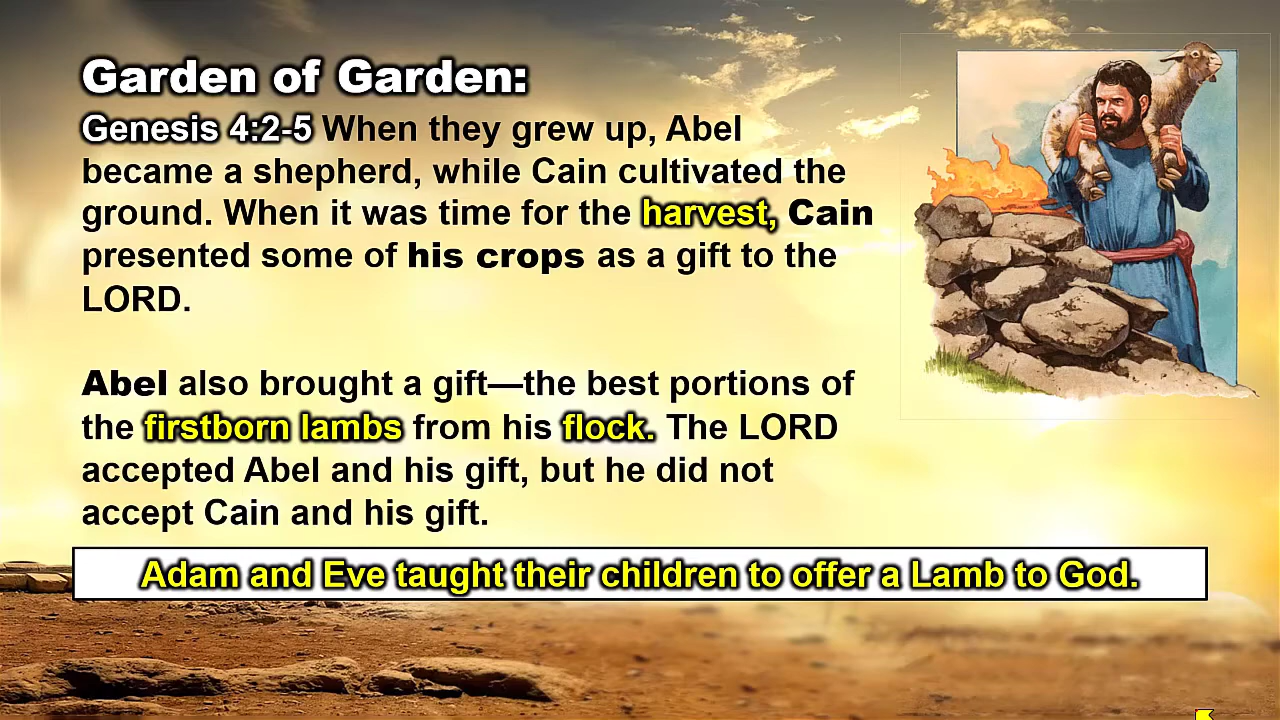 Garden of Garden:
Genesis 4:2-5 When they grew up, Abel
became a shepherd, while Cain cultivated the
ground. When it was time for the harvest, Cain
presented some of his crops as a gift to the
LORD.
Abel also brought a gift—the best portions of
the firstborn lambs from his flock. The LORD
accepted Abel and his gift, but he did not
accept Cain and his gift.
Adam and Eve taught their children to offer a Lamb to God.